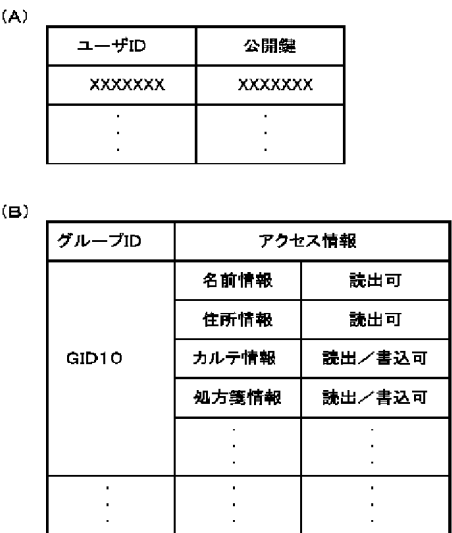 (A)
ユーザID 公開鍵
XXXXXXX XXXXXXX
(B)
グループID アクセス情報
名前情報 読出可
住所情報 読出可
GID10 カルテ情報 読出/書込可
処方箋情報 読出/書込可